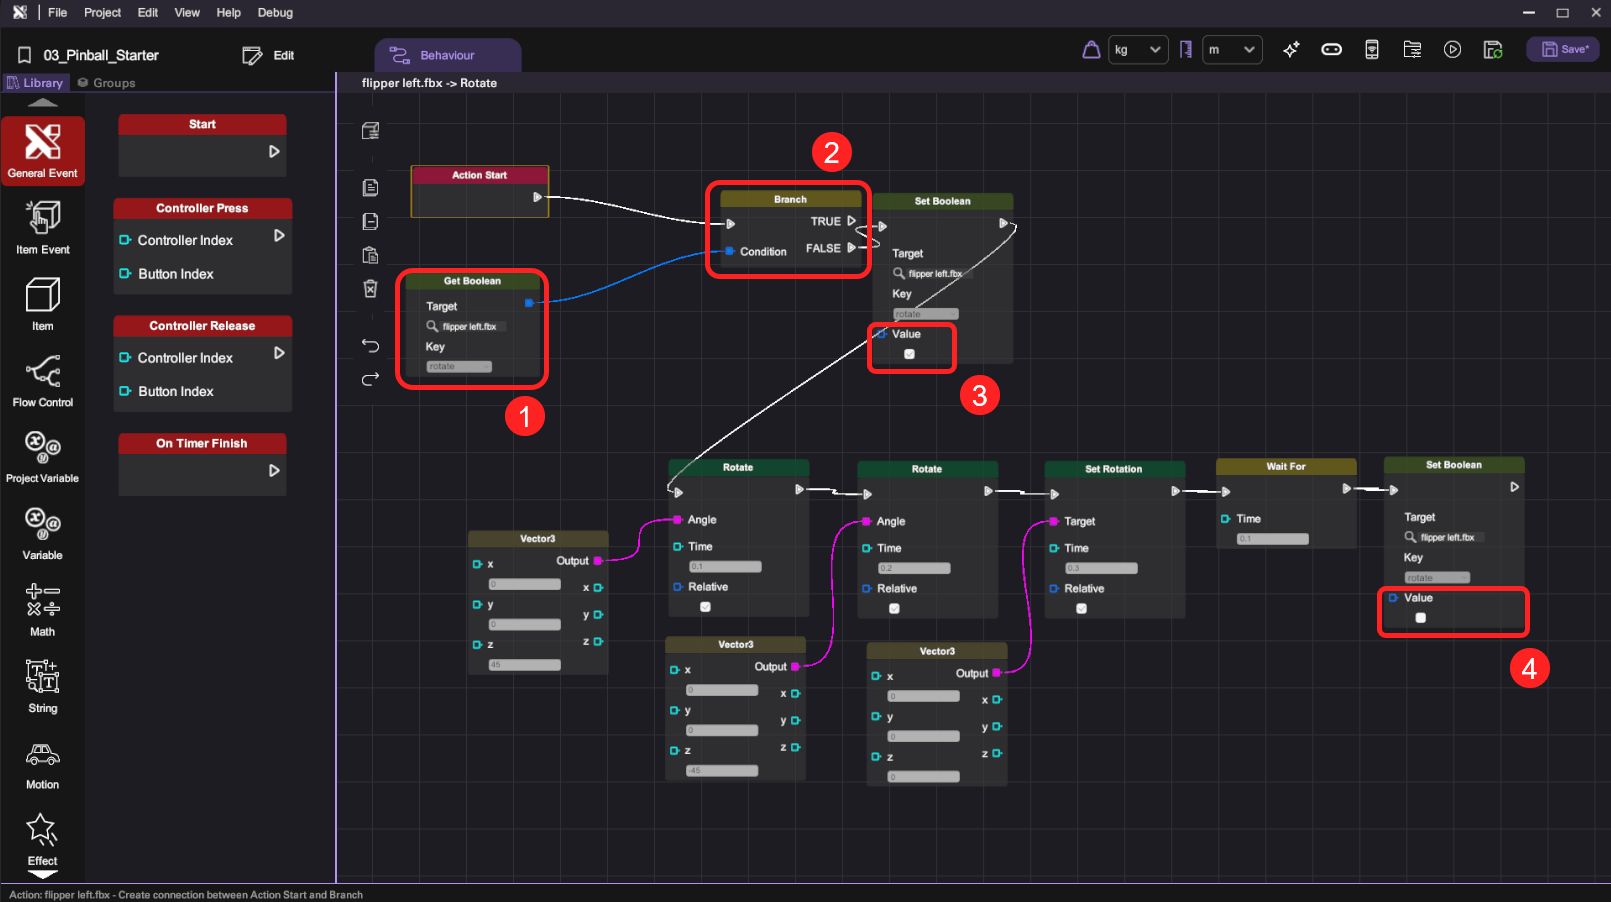 File Project Edit View Help Debug
03_Pinball_Starter
Edit
Behaviour
kg
m
Save*
Library
Groups
flipper left.fbx -> Rotate
General Event
Item Event
Item
Flow Control
Project Variable
Variable
Math
String
Motion
Effect
Start
Controller Press
Controller Index
Button Index
Controller Release
Controller Index
Button Index
On Timer Finish
Action Start
1
Get Boolean
Target
flipper left.fbx
Key
rotate
2
Branch
TRUE
Condition FALSE
Set Boolean
Target
flipper left.fbx
Key
rotate
Value
3
Vector3
Output
x
0
x
y
0
y
z
z
45
Rotate
Angle
Time
0.1
Relative
Vector3
Output
x
0
x
y
0
y
z
z
-45
Rotate
Angle
Time
0.2
Relative
Vector3
Output
x
0
x
y
0
y
z
z
0
Set Rotation
Target
Time
0.3
Relative
Wait For
Time
0.1
Set Boolean
Target
flipper left.fbx
Key
rotate
Value
4
Action: flipper left.fbx - Create connection between Action Start and Branch